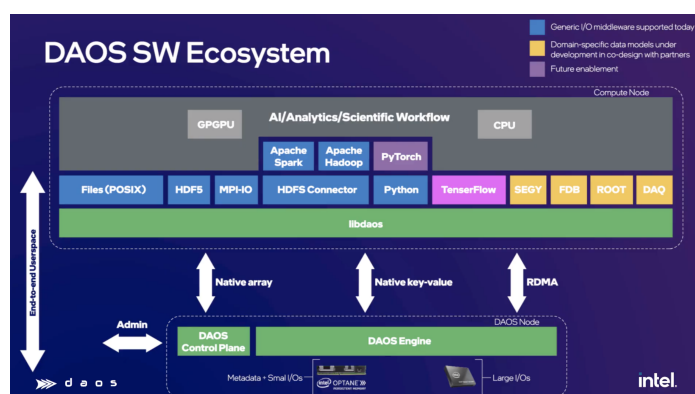 DAOS SW Ecosystem
Generic I/O middleware supported today
Domain-specific data models under
development in co-design with partners
Future enablement
Compute Node
AI/Analytics/Scientific Workflow
GPGPU
CPU
Apache
Spark
Apache
Hadoop
PyTorch
Files (POSIX)
HDF5
MPI-IO
HDFS Connector
Python
TenserFlow
SEGY
FDB
ROOT
DAQ
libdaos
End-to-end Userspace
Native array
Native key-value
RDMA
DAOS Node
Admin
DAOS
Control Plane
DAOS Engine
Metadata + Smal I/Os
intel OPTANE
PERSISTENT MEMORY
Large I/Os
daos
intel.